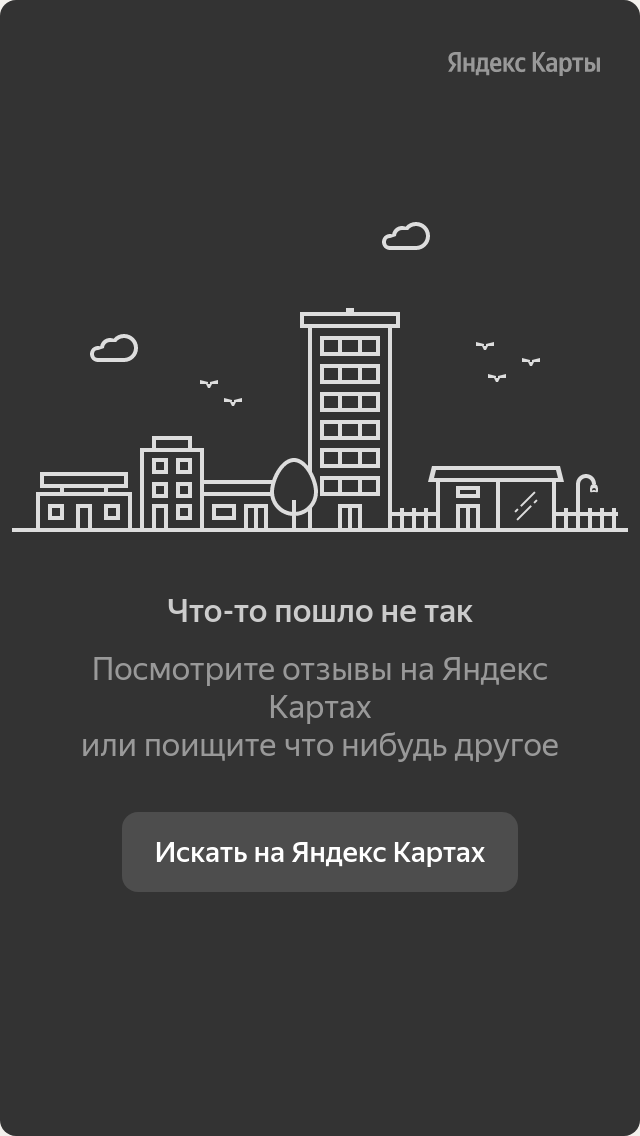 Яндекс Карты
Что-то пошло не так
Посмотрите отзывы на Яндекс
Картах
или поищите что нибудь другое
Искать на Яндекс Картах